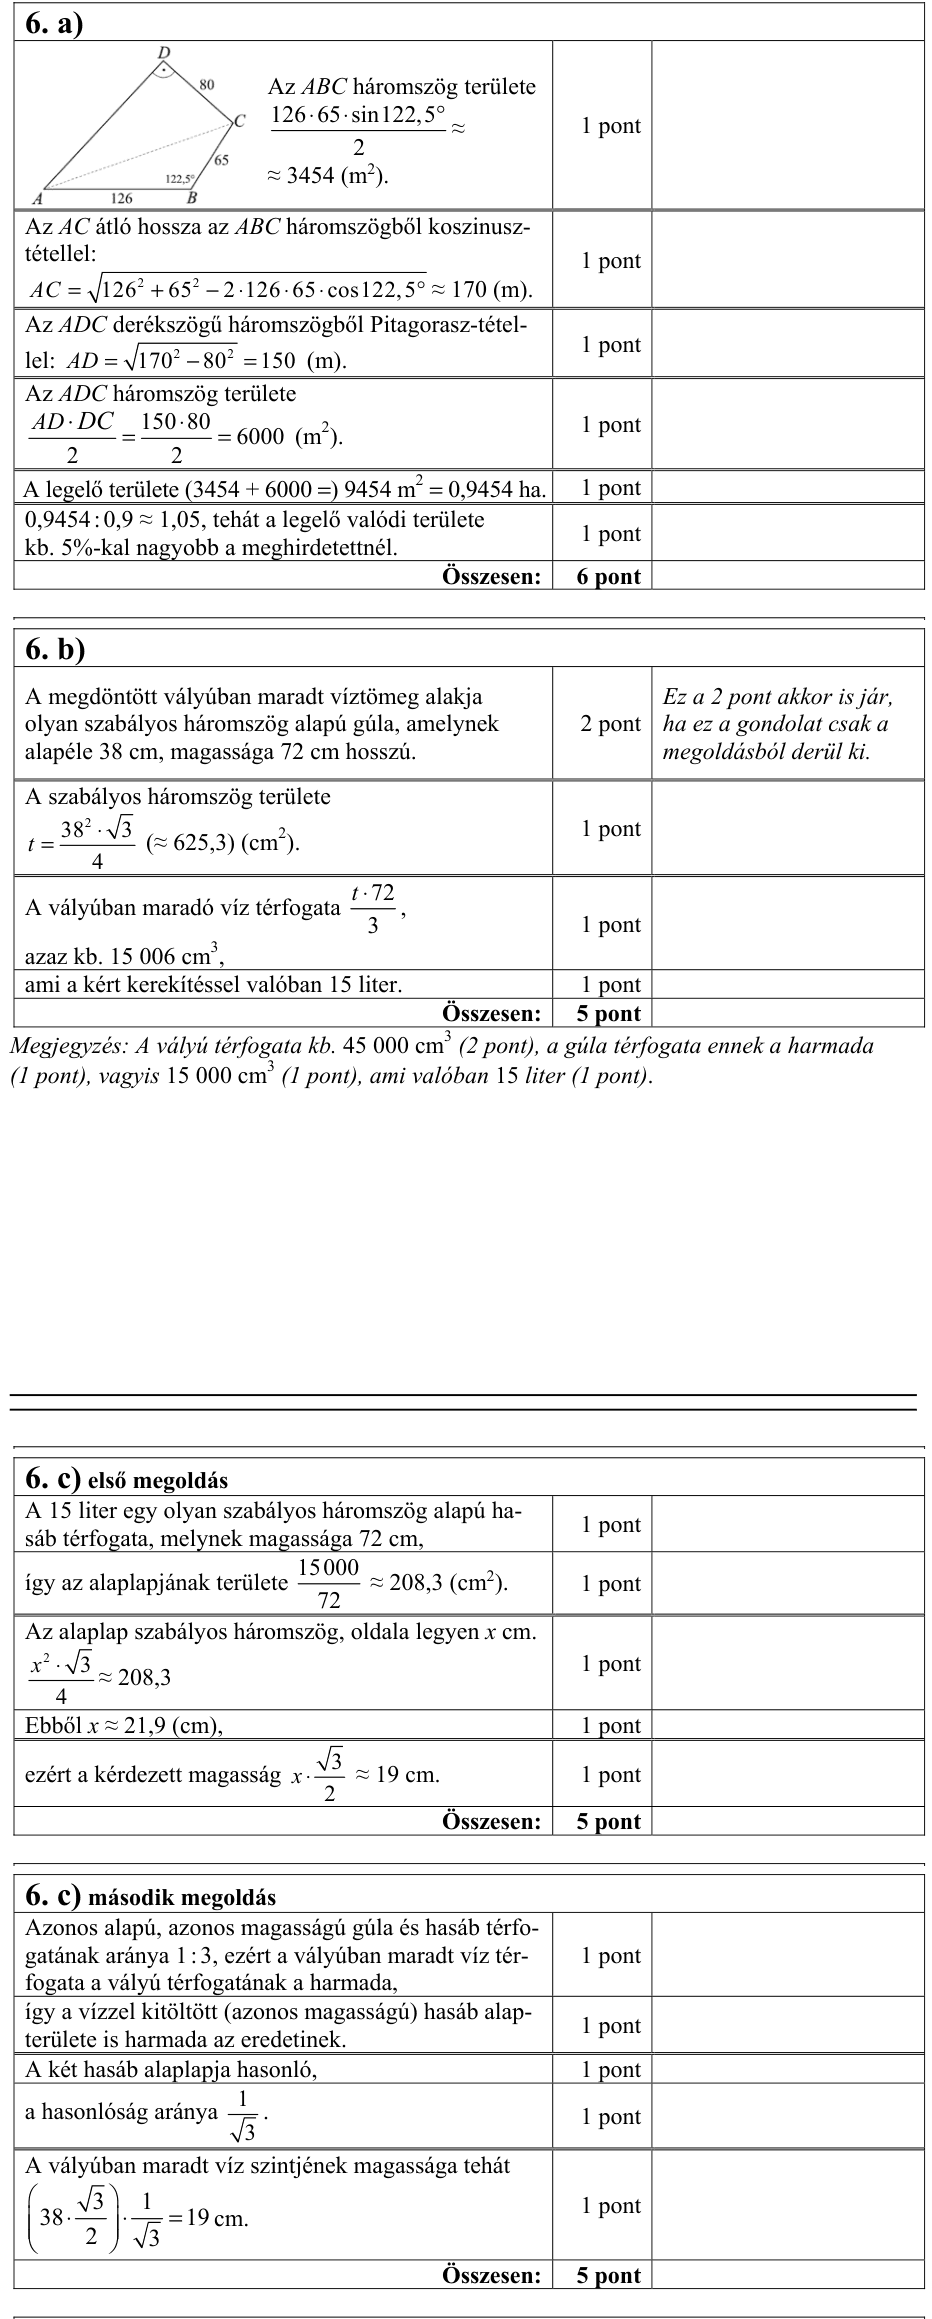 6. a)
D
80
C
65
122,5°
A
126
B
Az ABC háromszög területe
126·65·sin122,5°/2 ≈
≈ 3454 (m²).
1 pont
Az AC átló hossza az ABC háromszögből koszinusz-
tétellel:
AC = √(126² + 65² − 2·126·65·cos122,5°) ≈ 170 (m).
1 pont
Az ADC derékszögű háromszögből Pitagorasz-tétel-
lel: AD = √(170² − 80²) = 150 (m).
1 pont
Az ADC háromszög területe
AD·DC/2 = 150·80/2 = 6000 (m²).
1 pont
A legelő területe (3454 + 6000 =) 9454 m² = 0,9454 ha.
1 pont
0,9454 : 0,9 ≈ 1,05, tehát a legelő valódi területe
kb. 5%-kal nagyobb a meghirdetettnél.
1 pont
Összesen: 6 pont
6. b)
A megdöntött vályúban maradt víztömeg alakja
olyan szabályos háromszög alapú gúla, amelynek
alapéle 38 cm, magassága 72 cm hosszú.
2 pont
Ez a 2 pont akkor is jár,
ha ez a gondolat csak a
megoldásból derül ki.
A szabályos háromszög területe
t = 38²·√3/4 (≈ 625,3) (cm²).
1 pont
A vályúban maradó víz térfogata t·72/3,
azaz kb. 15 006 cm³,
1 pont
ami a kért kerekítéssel valóban 15 liter.
1 pont
Összesen: 5 pont
Megjegyzés: A vályú térfogata kb. 45 000 cm³ (2 pont), a gúla térfogata ennek a harmada
(1 pont), vagyis 15 000 cm³ (1 pont), ami valóban 15 liter (1 pont).
6. c) első megoldás
A 15 liter egy olyan szabályos háromszög alapú ha-
sáb térfogata, melynek magassága 72 cm,
1 pont
így az alaplapjának területe 15000/72 ≈ 208,3 (cm²).
1 pont
Az alaplap szabályos háromszög, oldala legyen x cm.
x²·√3/4 ≈ 208,3
1 pont
Ebből x ≈ 21,9 (cm),
1 pont
ezért a kérdezett magasság x·√3/2 ≈ 19 cm.
1 pont
Összesen: 5 pont
6. c) második megoldás
Azonos alapú, azonos magasságú gúla és hasáb térfo-
gatának aránya 1 : 3, ezért a vályúban maradt víz tér-
fogata a vályú térfogatának a harmada,
1 pont
így a vízzel kitöltött (azonos magasságú) hasáb alap-
területe is harmada az eredetinek.
1 pont
A két hasáb alaplapja hasonló,
1 pont
a hasonlóság aránya 1/√3.
1 pont
A vályúban maradt víz szintjének magassága tehát
(38·√3/2)·1/√3 = 19 cm.
1 pont
Összesen: 5 pont